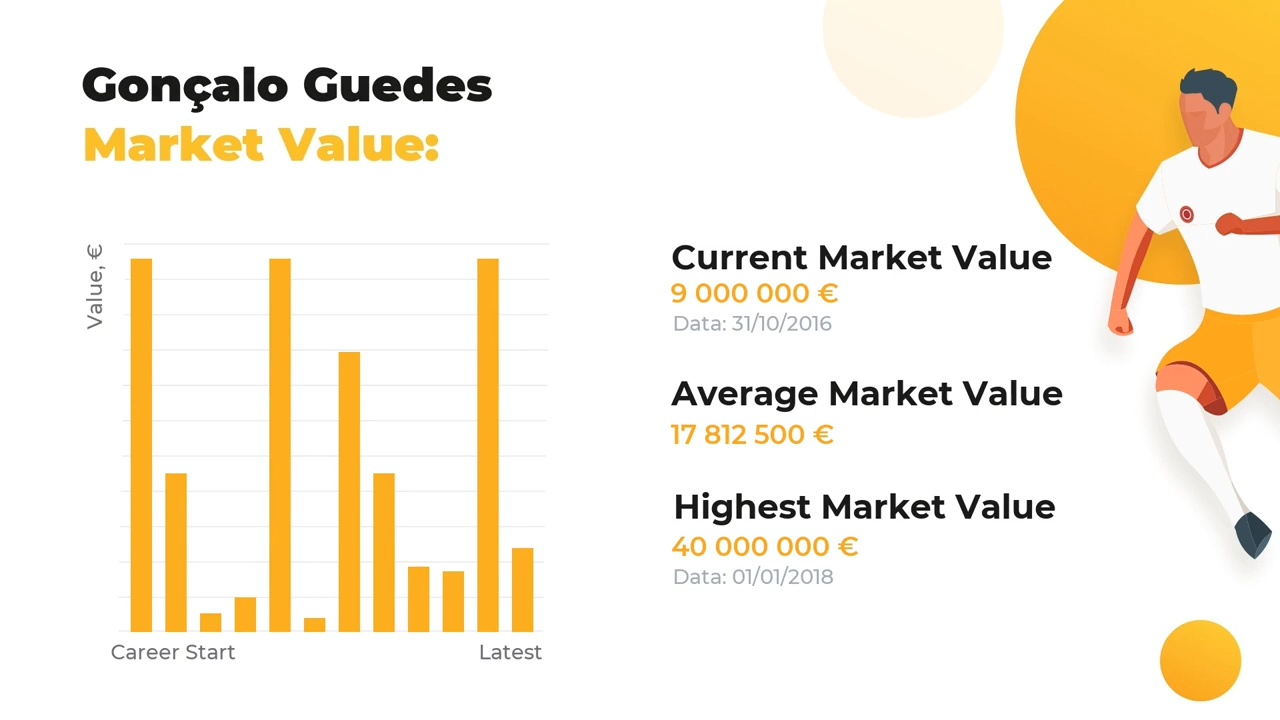 Gonçalo Guedes
Market Value:
Value, €
Career Start
Latest
Current Market Value
9 000 000 €
Data: 31/10/2016
Average Market Value
17 812 500 €
Highest Market Value
40 000 000 €
Data: 01/01/2018